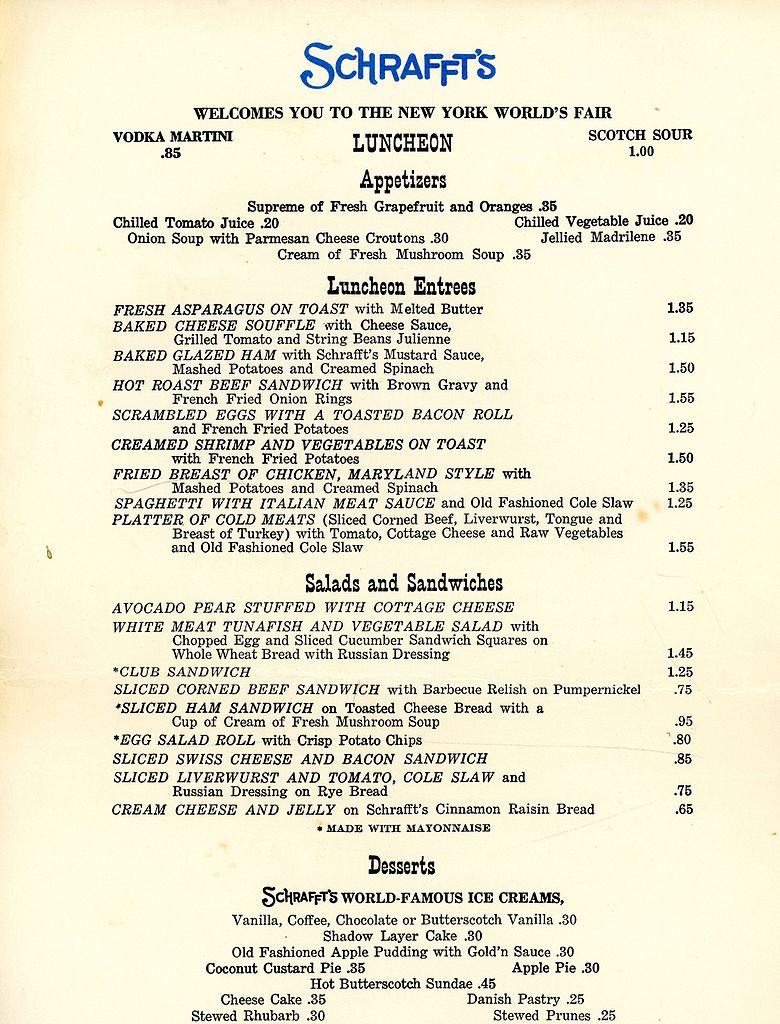 SCHRAFFT'S
WELCOMES YOU TO THE NEW YORK WORLD'S FAIR
VODKA MARTINI
.85
LUNCHEON
SCOTCH SOUR
1.00
Appetizers
Supreme of Fresh Grapefruit and Oranges .35
Chilled Tomato Juice .20 Chilled Vegetable Juice .20
Onion Soup with Parmesan Cheese Croutons .30 Jellied Madrilene .35
Cream of Fresh Mushroom Soup .35
Luncheon Entrees
FRESH ASPARAGUS ON TOAST with Melted Butter 1.35
BAKED CHEESE SOUFFLE with Cheese Sauce,
Grilled Tomato and String Beans Julienne 1.15
BAKED GLAZED HAM with Schrafft's Mustard Sauce,
Mashed Potatoes and Creamed Spinach 1.50
HOT ROAST BEEF SANDWICH with Brown Gravy and
French Fried Onion Rings 1.55
SCRAMBLED EGGS WITH A TOASTED BACON ROLL
and French Fried Potatoes 1.25
CREAMED SHRIMP AND VEGETABLES ON TOAST
with French Fried Potatoes 1.50
FRIED BREAST OF CHICKEN, MARYLAND STYLE with
Mashed Potatoes and Creamed Spinach 1.35
SPAGHETTI WITH ITALIAN MEAT SAUCE and Old Fashioned Cole Slaw 1.25
PLATTER OF COLD MEATS (Sliced Corned Beef, Liverwurst, Tongue and
Breast of Turkey) with Tomato, Cottage Cheese and Raw Vegetables
and Old Fashioned Cole Slaw 1.55
Salads and Sandwiches
AVOCADO PEAR STUFFED WITH COTTAGE CHEESE 1.15
WHITE MEAT TUNAFISH AND VEGETABLE SALAD with
Chopped Egg and Sliced Cucumber Sandwich Squares on
Whole Wheat Bread with Russian Dressing 1.45
*CLUB SANDWICH 1.25
SLICED CORNED BEEF SANDWICH with Barbecue Relish on Pumpernickel .75
*SLICED HAM SANDWICH on Toasted Cheese Bread with a
Cup of Cream of Fresh Mushroom Soup .95
*EGG SALAD ROLL with Crisp Potato Chips .80
SLICED SWISS CHEESE AND BACON SANDWICH .85
SLICED LIVERWURST AND TOMATO, COLE SLAW and
Russian Dressing on Rye Bread .75
CREAM CHEESE AND JELLY on Schrafft's Cinnamon Raisin Bread .65
* MADE WITH MAYONNAISE
Desserts
SCHRAFFT'S WORLD-FAMOUS ICE CREAMS,
Vanilla, Coffee, Chocolate or Butterscotch Vanilla .30
Shadow Layer Cake .30
Old Fashioned Apple Pudding with Gold'n Sauce .30
Coconut Custard Pie .35 Apple Pie .30
Hot Butterscotch Sundae .45
Cheese Cake .35 Danish Pastry .25
Stewed Rhubarb .30 Stewed Prunes .25